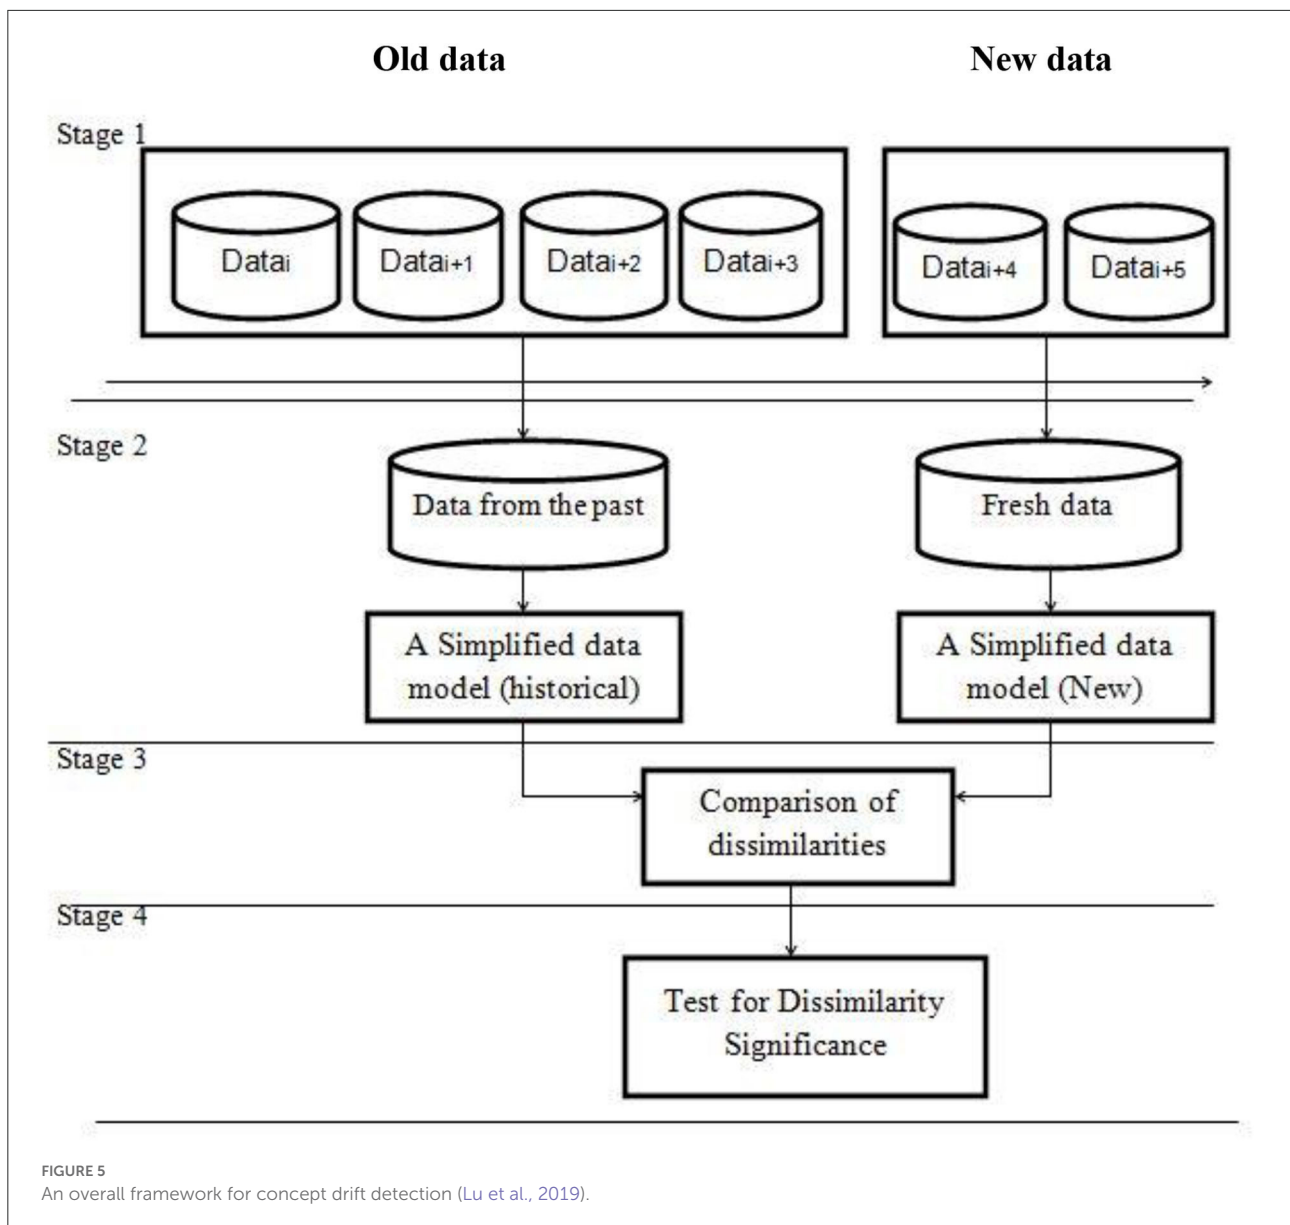 Old data
New data
Stage 1
Datai
Datai+1
Datai+2
Datai+3
Datai+4
Datai+5
Stage 2
Data from the past
Fresh data
A Simplified data
model (historical)
A Simplified data
model (New)
Stage 3
Comparison of
dissimilarities
Stage 4
Test for Dissimilarity
Significance
FIGURE 5
An overall framework for concept drift detection (Lu et al., 2019).